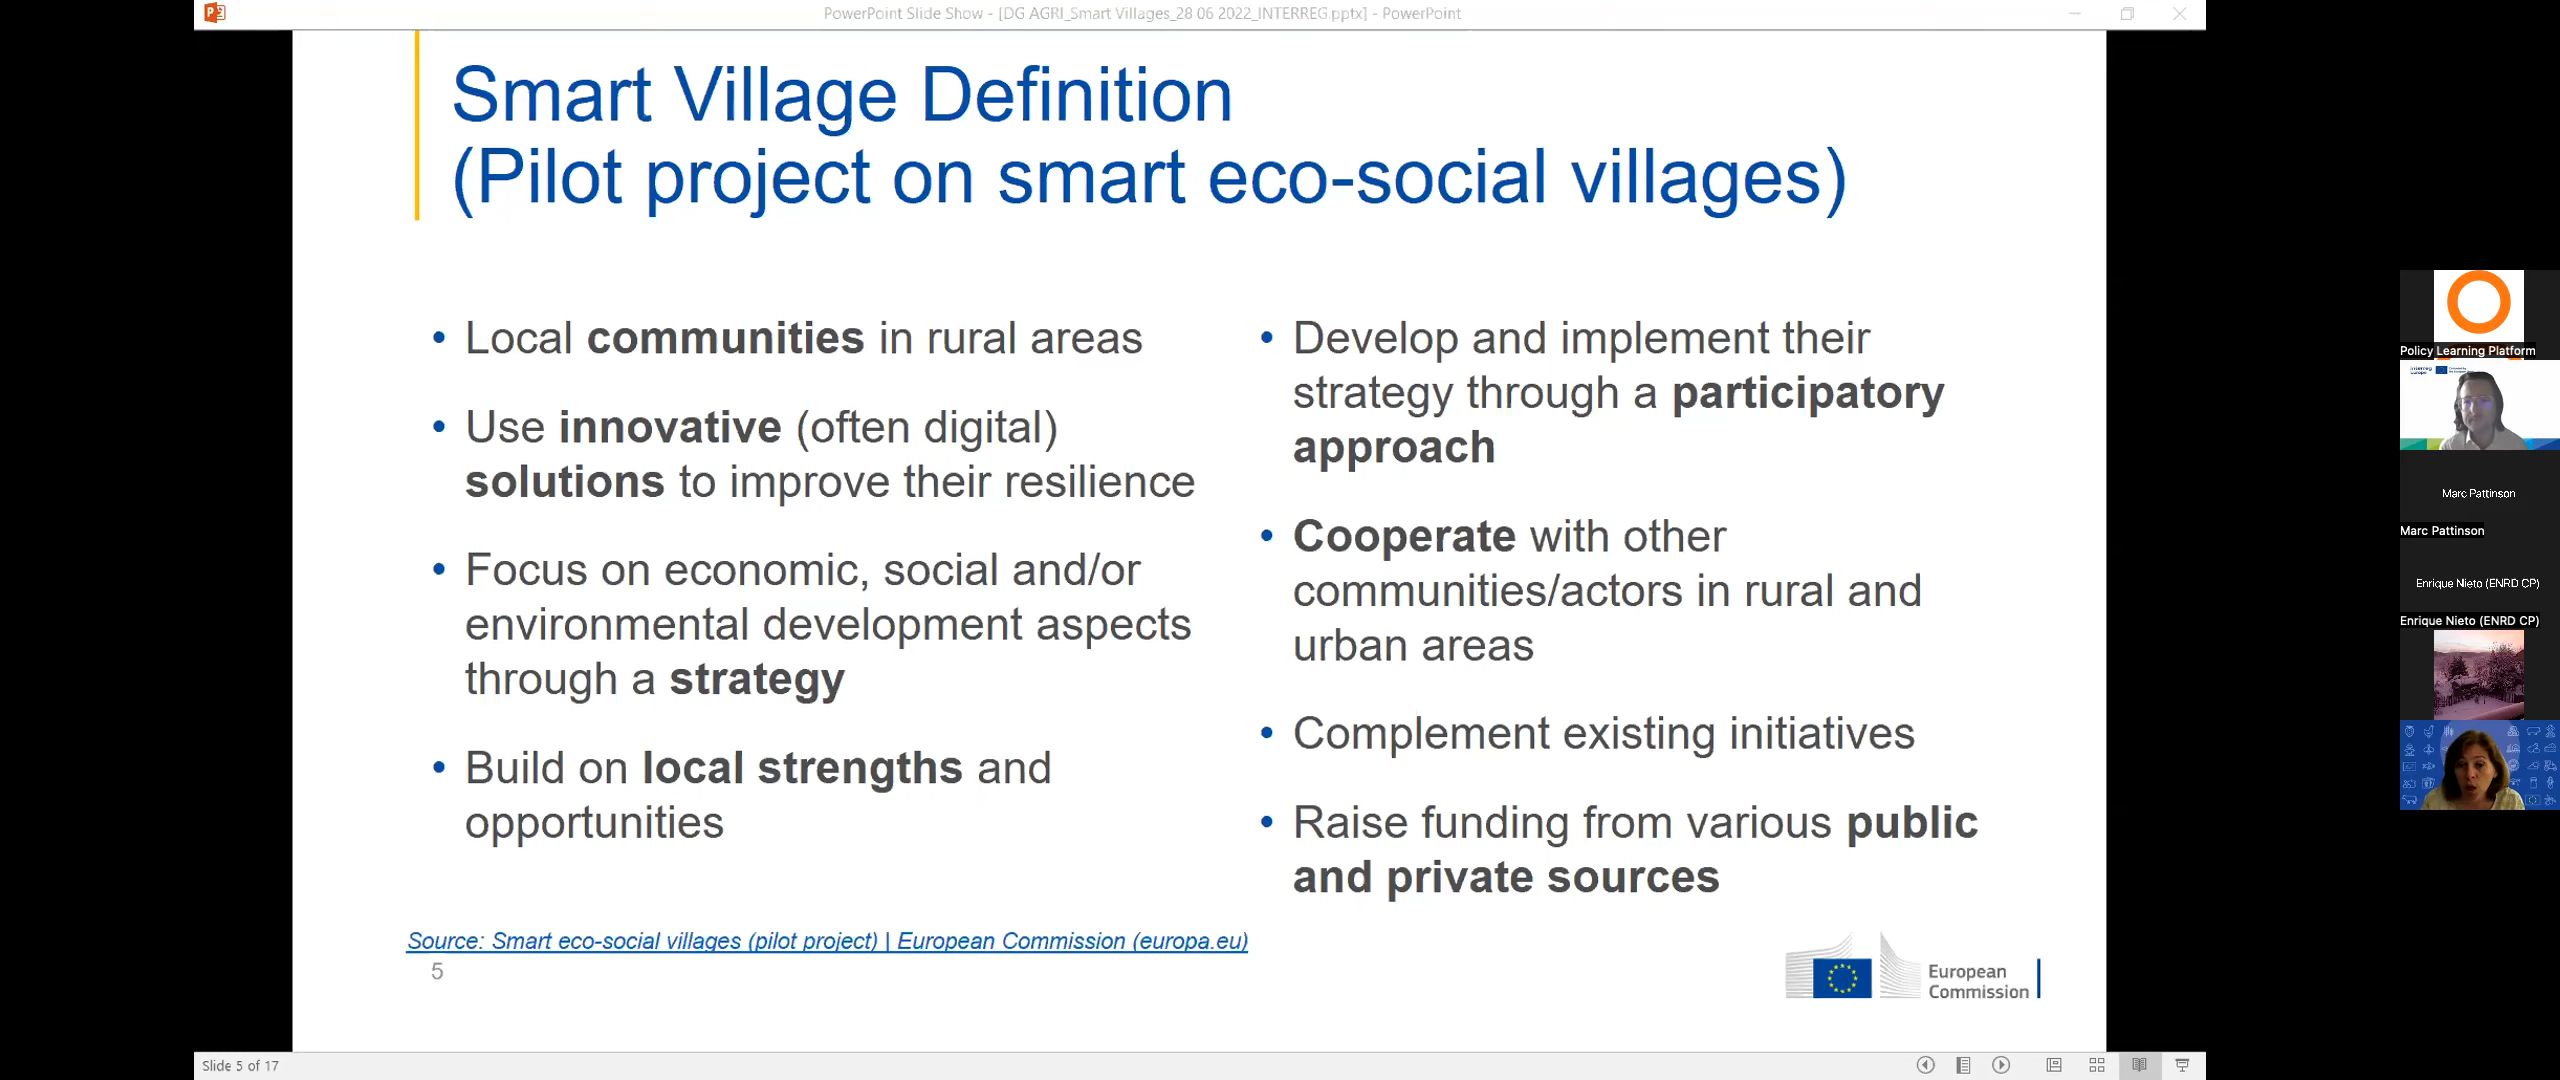 PowerPoint Slide Show - [DG AGRI_Smart Villages_28 06 2022_INTERREG.pptx] - PowerPoint
Smart Village Definition
(Pilot project on smart eco-social villages)
• Local communities in rural areas
• Use innovative (often digital)
solutions to improve their resilience
• Focus on economic, social and/or
environmental development aspects
through a strategy
• Build on local strengths and
opportunities
• Develop and implement their
strategy through a participatory
approach
• Cooperate with other
communities/actors in rural and
urban areas
• Complement existing initiatives
• Raise funding from various public
and private sources
Source: Smart eco-social villages (pilot project) | European Commission (europa.eu)
5
European
Commission
Slide 5 of 17
Policy Learning Platform
Interreg
Europe
Marc Pattinson
Marc Pattinson
Enrique Nieto (ENRD CP)
Enrique Nieto (ENRD CP)